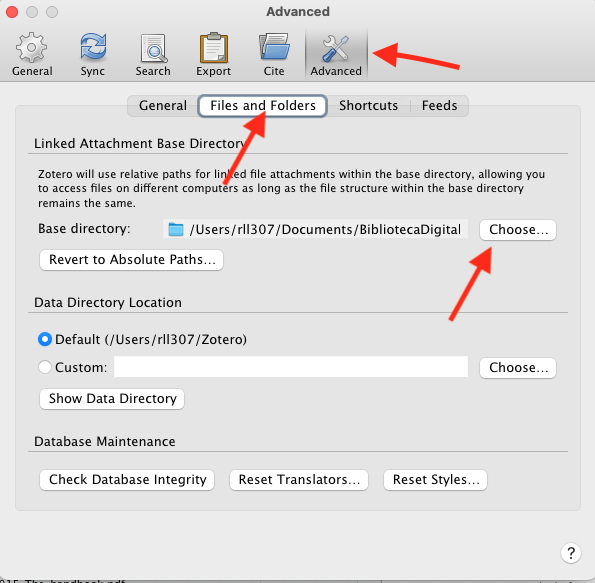 Advanced
General Sync Search Export Cite Advanced
General Files and Folders Shortcuts Feeds
Linked Attachment Base Directory
Zotero will use relative paths for linked file attachments within the base directory, allowing you
to access files on different computers as long as the file structure within the base directory
remains the same.
Base directory: /Users/rll307/Documents/BibliotecaDigital Choose...
Revert to Absolute Paths...
Data Directory Location
Default (/Users/rll307/Zotero)
Custom: Choose...
Show Data Directory
Database Maintenance
Check Database Integrity Reset Translators... Reset Styles...
?